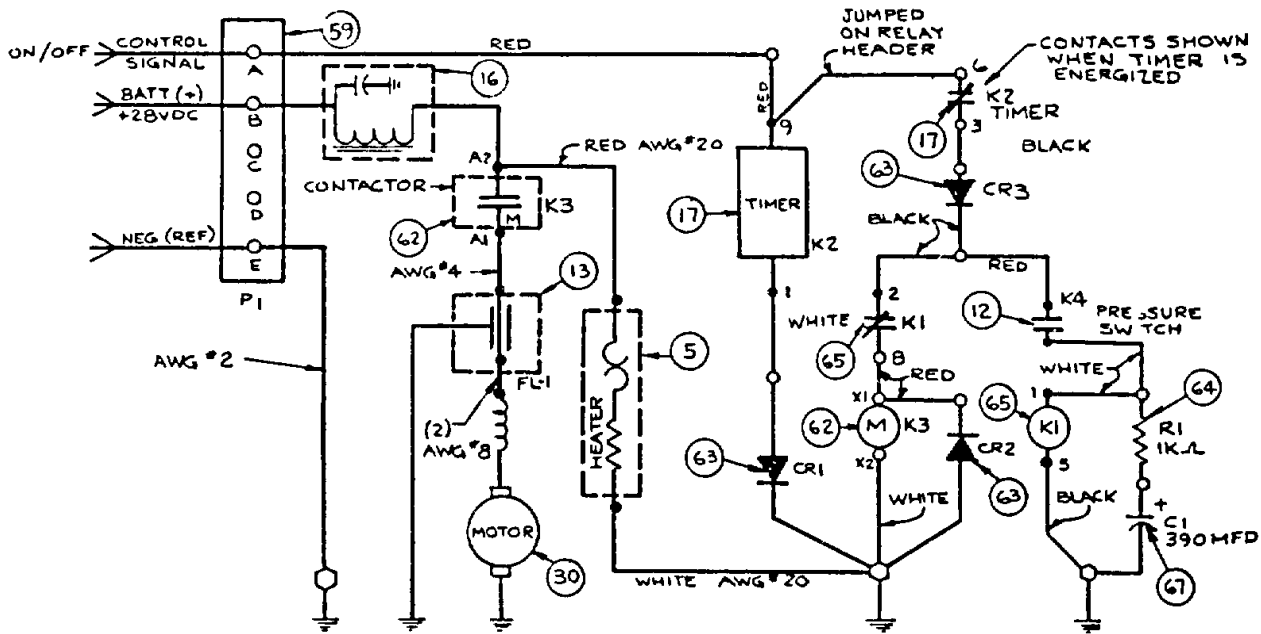 59
JUMPED
ON RELAY
HEADER
ON/OFF
CONTROL
SIGNAL
A
RED
CONTACTS SHOWN
WHEN TIMER IS
ENERGIZED
16
6
BATT (+)
+28VDC
B
RED
K2
TIMER
17
3
9
C
A2
RED AWG #20
BLACK
CONTACTOR
K3
M
63
CR3
D
17
TIMER
K2
BLACK
62
A1
NEG (REF)
E
RED
AWG #4
13
P1
1
2
K4
12
PRESSURE
SWITCH
WHITE
K1
65
5
8
WHITE
AWG #2
FL-1
RED
X1
1
65
64
(2)
AWG #8
HEATER
62
M
K3
K1
R1
1KΩ
X2
CR2
5
63
CR1
63
WHITE
BLACK
+
C1
390 MFD
MOTOR
30
WHITE AWG #20
67